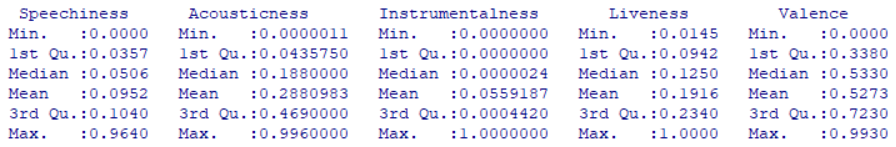 Speechiness Acousticness Instrumentalness Liveness Valence
Min. :0.0000 Min. :0.0000011 Min. :0.0000000 Min. :0.0145 Min. :0.0000
1st Qu.:0.0357 1st Qu.:0.0435750 1st Qu.:0.0000000 1st Qu.:0.0942 1st Qu.:0.3380
Median :0.0506 Median :0.1880000 Median :0.0000024 Median :0.1250 Median :0.5330
Mean :0.0952 Mean :0.2880983 Mean :0.0559187 Mean :0.1916 Mean :0.5273
3rd Qu.:0.1040 3rd Qu.:0.4690000 3rd Qu.:0.0004420 3rd Qu.:0.2340 3rd Qu.:0.7230
Max. :0.9640 Max. :0.9960000 Max. :1.0000000 Max. :1.0000 Max. :0.9930